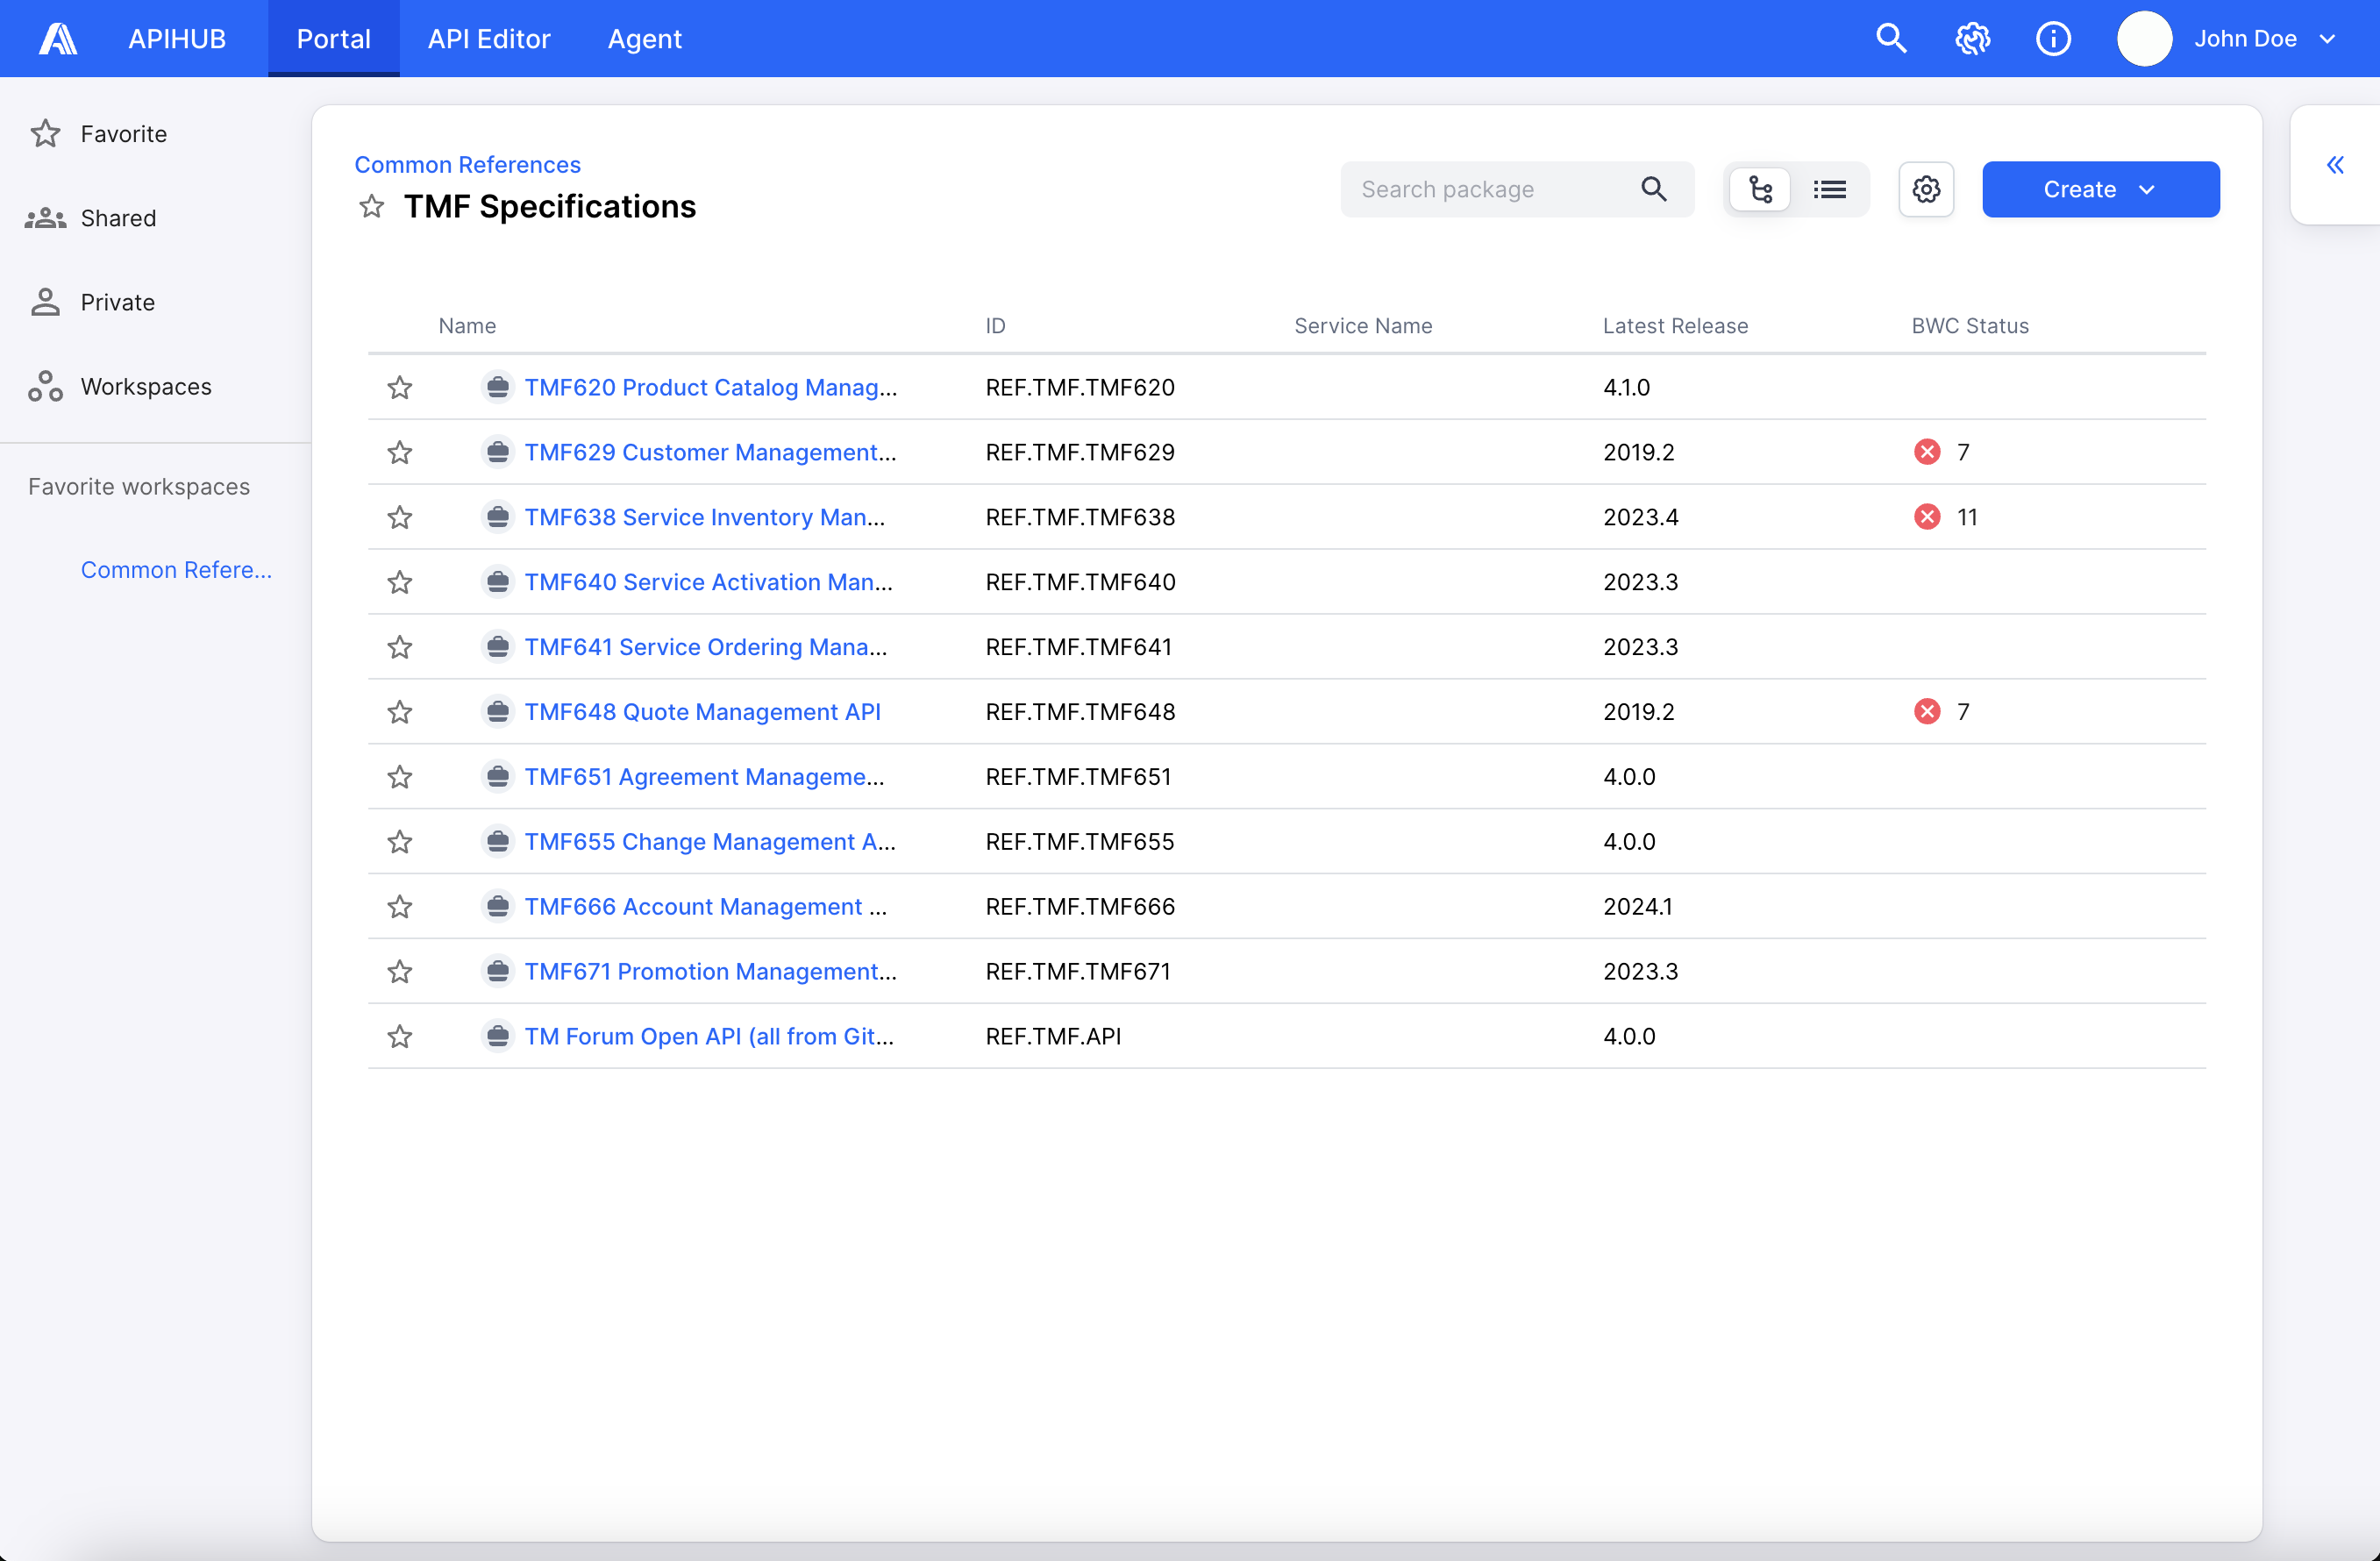 APIHUB Portal API Editor Agent John Doe
Favorite
Shared
Private
Workspaces
Favorite workspaces
Common Refere...
Common References
TMF Specifications
Search package
Create
Name ID Service Name Latest Release BWC Status
TMF620 Product Catalog Manag... REF.TMF.TMF620 4.1.0
TMF629 Customer Management... REF.TMF.TMF629 2019.2 7
TMF638 Service Inventory Man... REF.TMF.TMF638 2023.4 11
TMF640 Service Activation Man... REF.TMF.TMF640 2023.3
TMF641 Service Ordering Mana... REF.TMF.TMF641 2023.3
TMF648 Quote Management API REF.TMF.TMF648 2019.2 7
TMF651 Agreement Manageme... REF.TMF.TMF651 4.0.0
TMF655 Change Management A... REF.TMF.TMF655 4.0.0
TMF666 Account Management ... REF.TMF.TMF666 2024.1
TMF671 Promotion Management... REF.TMF.TMF671 2023.3
TM Forum Open API (all from Git... REF.TMF.API 4.0.0